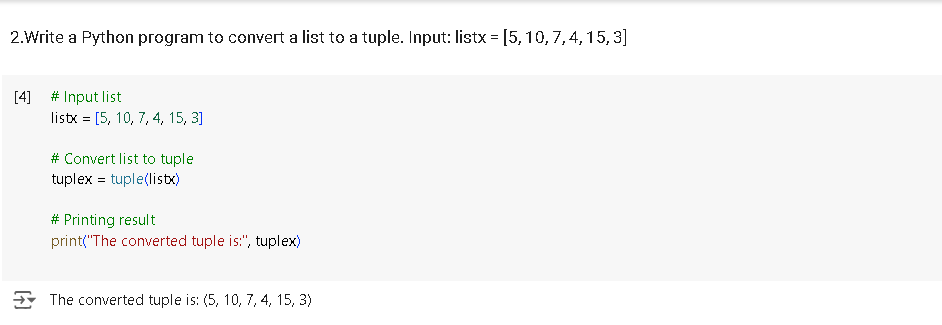 2.Write a Python program to convert a list to a tuple. Input: listx = [5, 10, 7, 4, 15, 3]
[4] # Input list
listx = [5, 10, 7, 4, 15, 3]
# Convert list to tuple
tuplex = tuple(listx)
# Printing result
print("The converted tuple is:", tuplex)
The converted tuple is: (5, 10, 7, 4, 15, 3)